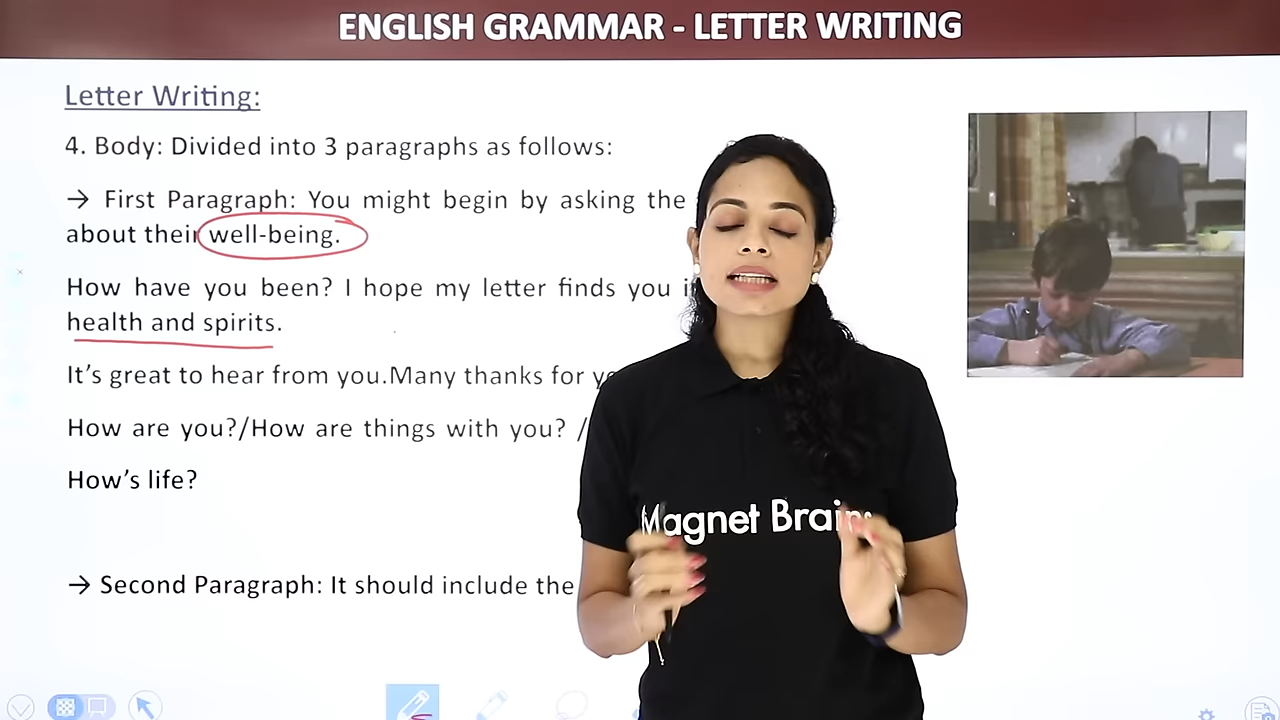 ENGLISH GRAMMAR - LETTER WRITING
Letter Writing:
4. Body: Divided into 3 paragraphs as follows:
→ First Paragraph: You might begin by asking the
about their well-being.
How have you been? I hope my letter finds you
health and spirits.
It's great to hear from you.Many thanks for
How are you?/How are things with you? /
How's life?
→ Second Paragraph: It should include the
Magnet Brains